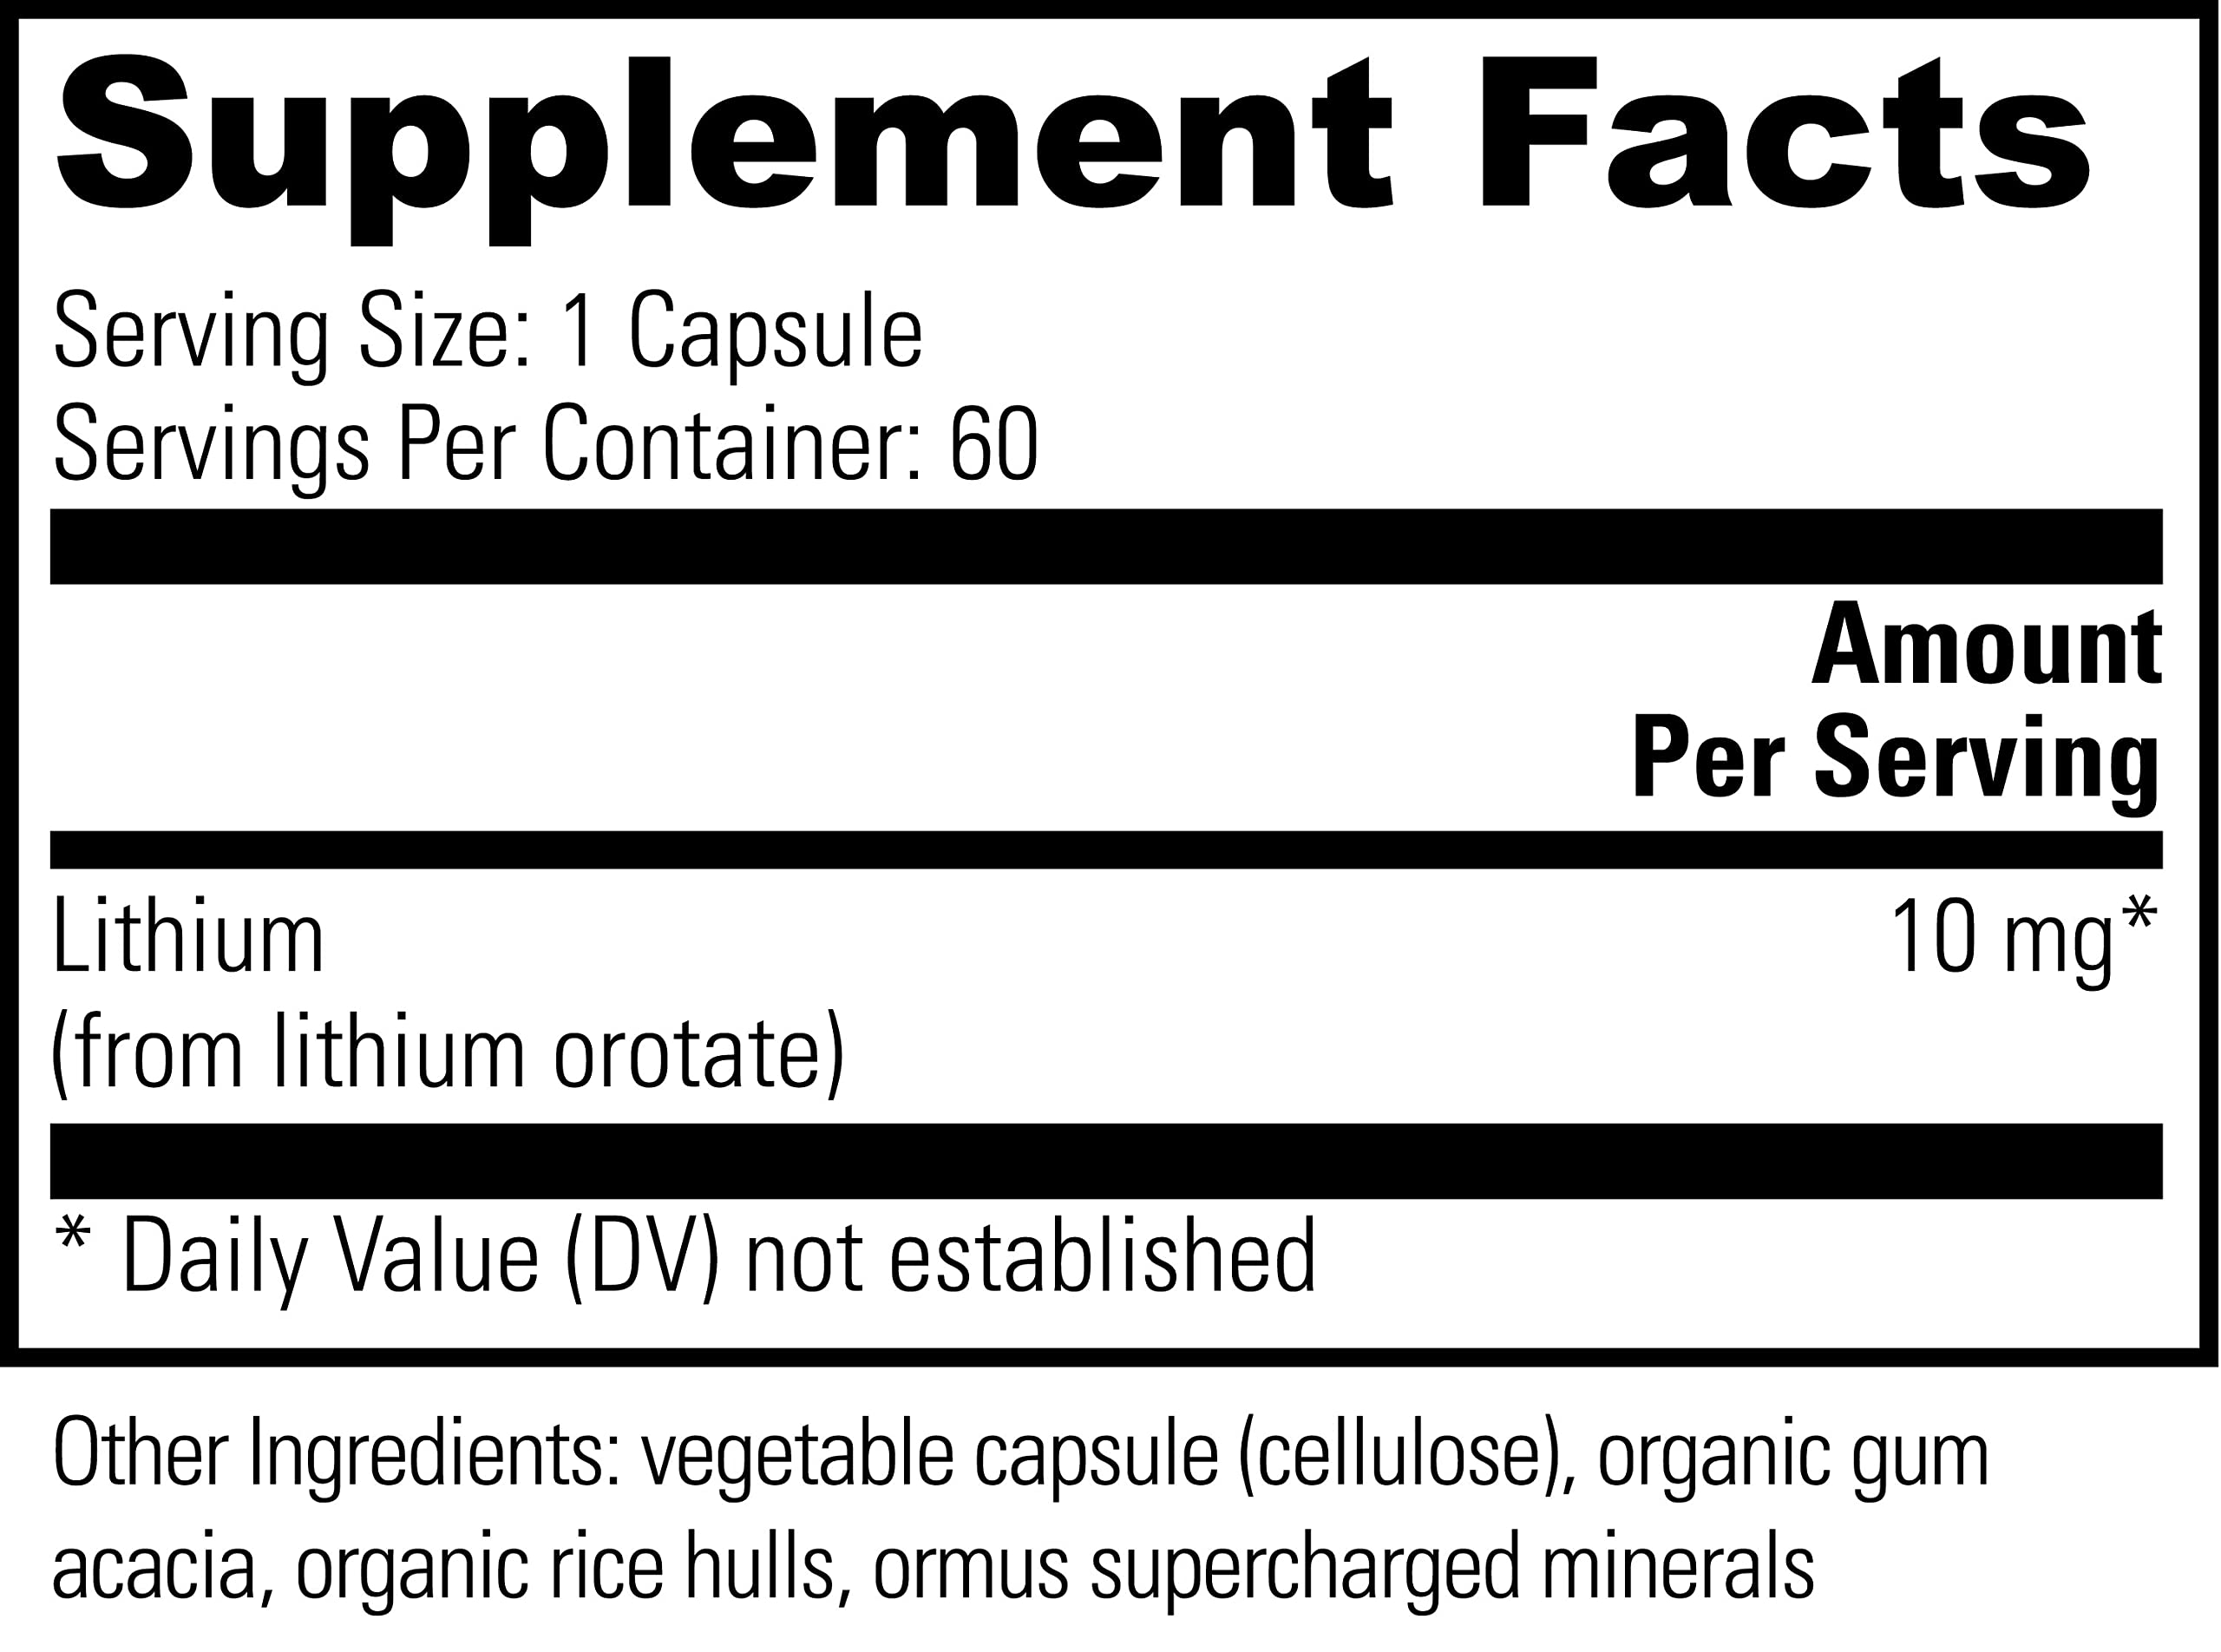 Supplement Facts
Serving Size: 1 Capsule
Servings Per Container: 60
Amount
Per Serving
Lithium 10 mg*
(from lithium orotate)
* Daily Value (DV) not established
Other Ingredients: vegetable capsule (cellulose), organic gum
acacia, organic rice hulls, ormus supercharged minerals